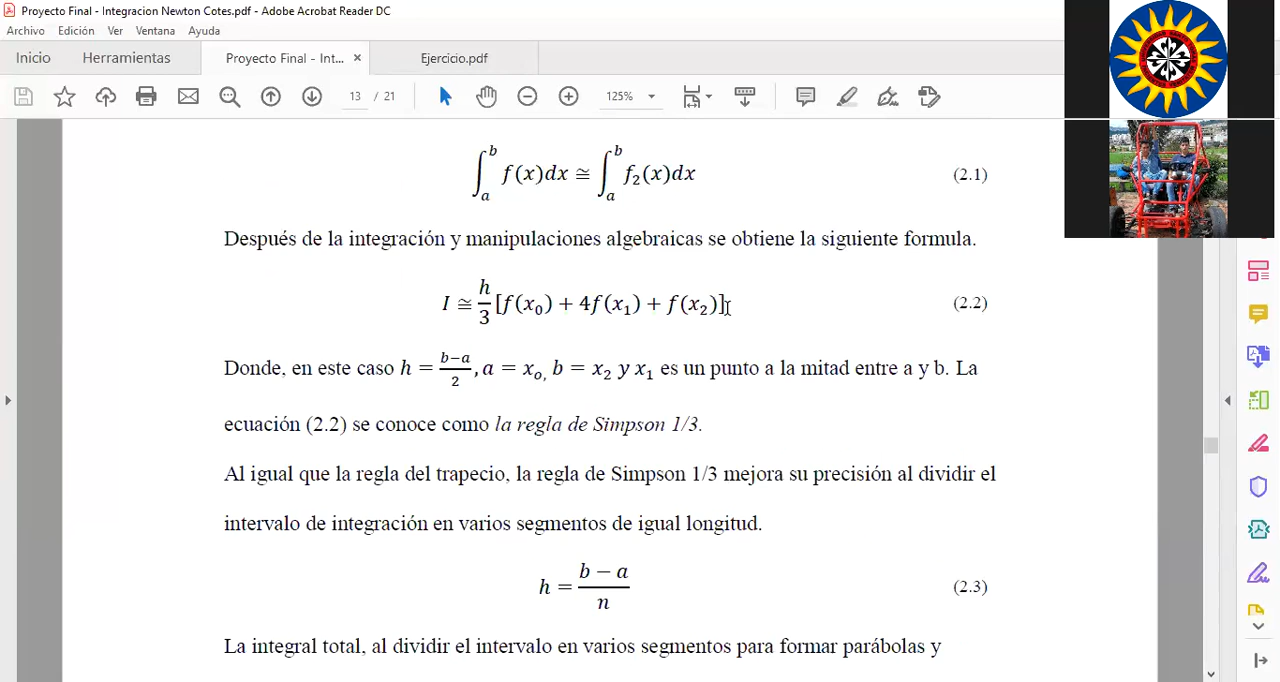 Proyecto Final - Integracion Newton Cotes.pdf - Adobe Acrobat Reader DC
Archivo Edición Ver Ventana Ayuda
Inicio Herramientas Proyecto Final - Int... × Ejercicio.pdf
13 / 21 125%
∫_a^b f(x)dx ≅ ∫_a^b f₂(x)dx (2.1)
Después de la integración y manipulaciones algebraicas se obtiene la siguiente formula.
I ≅ h/3 [f(x₀) + 4f(x₁) + f(x₂)] (2.2)
Donde, en este caso h = (b−a)/2, a = xₒ, b = x₂ y x₁ es un punto a la mitad entre a y b. La
ecuación (2.2) se conoce como la regla de Simpson 1/3.
Al igual que la regla del trapecio, la regla de Simpson 1/3 mejora su precisión al dividir el
intervalo de integración en varios segmentos de igual longitud.
h = (b − a)/n (2.3)
La integral total, al dividir el intervalo en varios segmentos para formar parábolas y